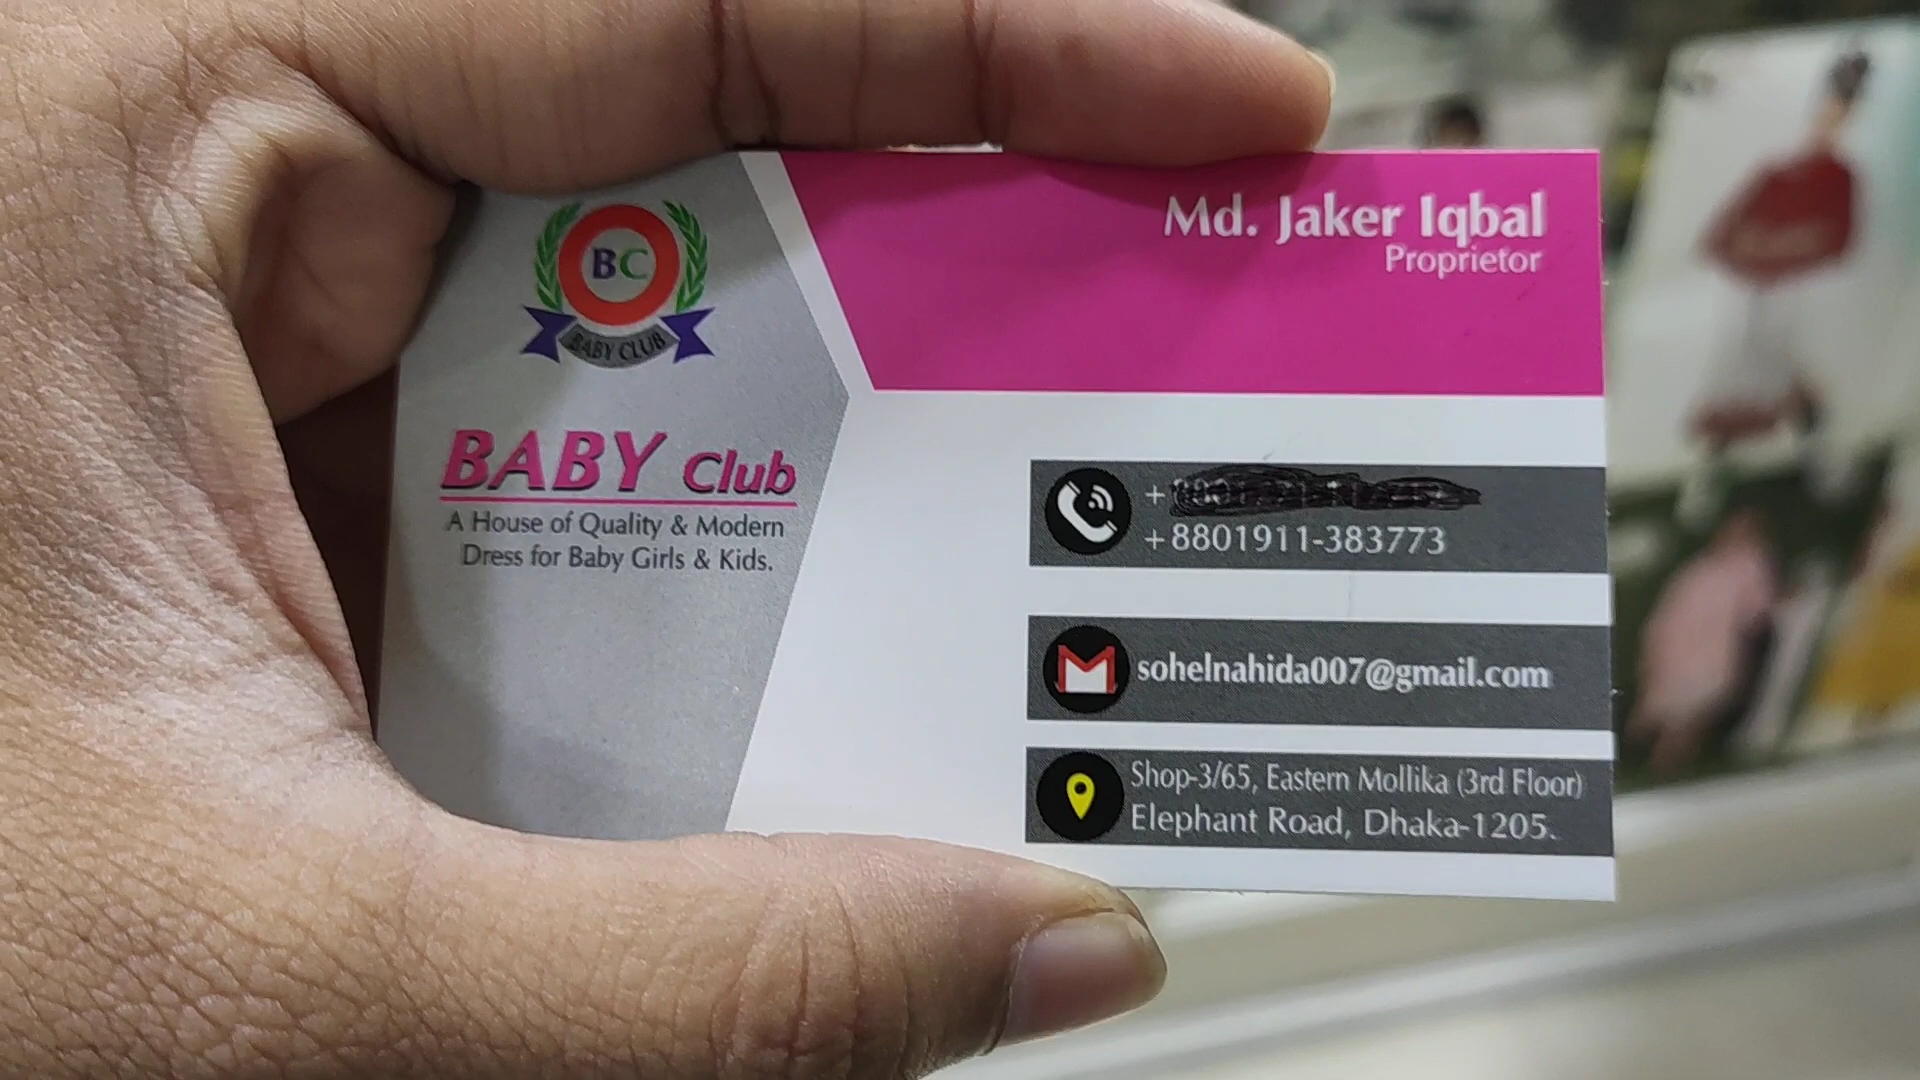 BC
BABY CLUB
BABY Club
A House of Quality & Modern
Dress for Baby Girls & Kids.
Md. Jaker Iqbal
Proprietor
+
+8801911-383773
sohelnahida007@gmail.com
Shop-3/65, Eastern Mollika (3rd Floor)
Elephant Road, Dhaka-1205.